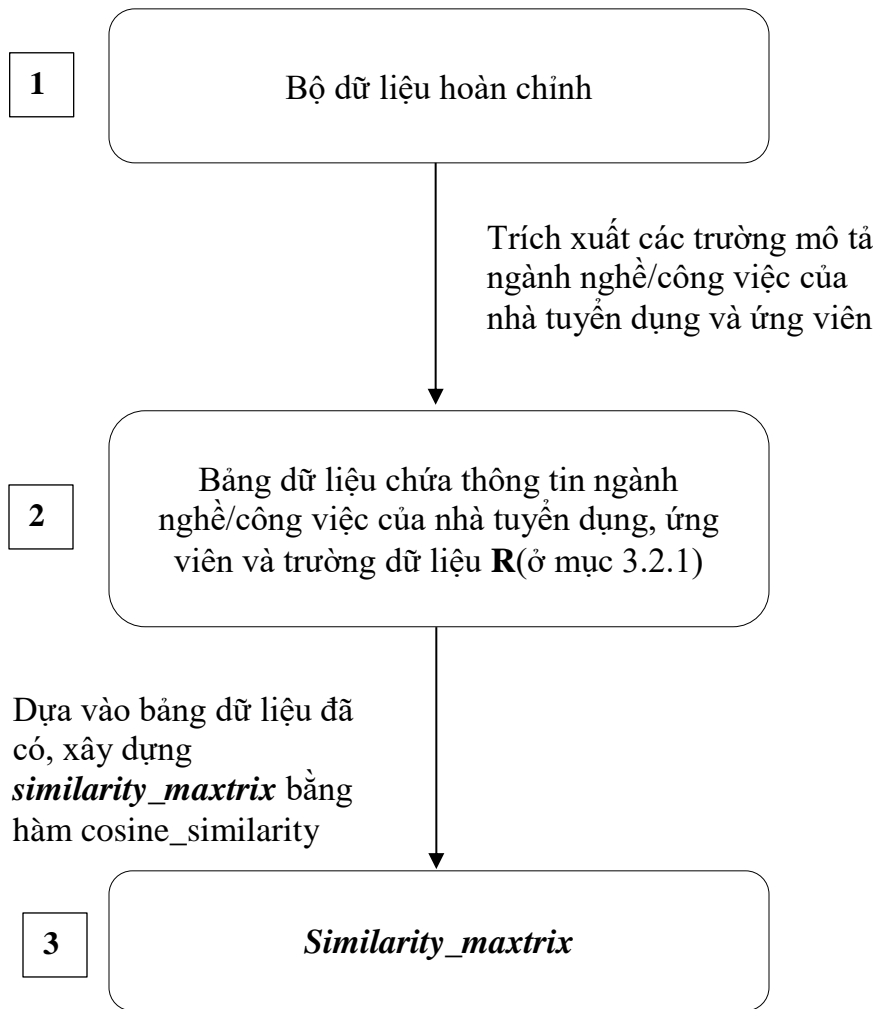 1
Bộ dữ liệu hoàn chỉnh
Trích xuất các trường mô tả
ngành nghề/công việc của
nhà tuyển dụng và ứng viên
2
Bảng dữ liệu chứa thông tin ngành
nghề/công việc của nhà tuyển dụng, ứng
viên và trường dữ liệu R(ở mục 3.2.1)
Dựa vào bảng dữ liệu đã
có, xây dựng
similarity_maxtrix bằng
hàm cosine_similarity
3
Similarity_maxtrix